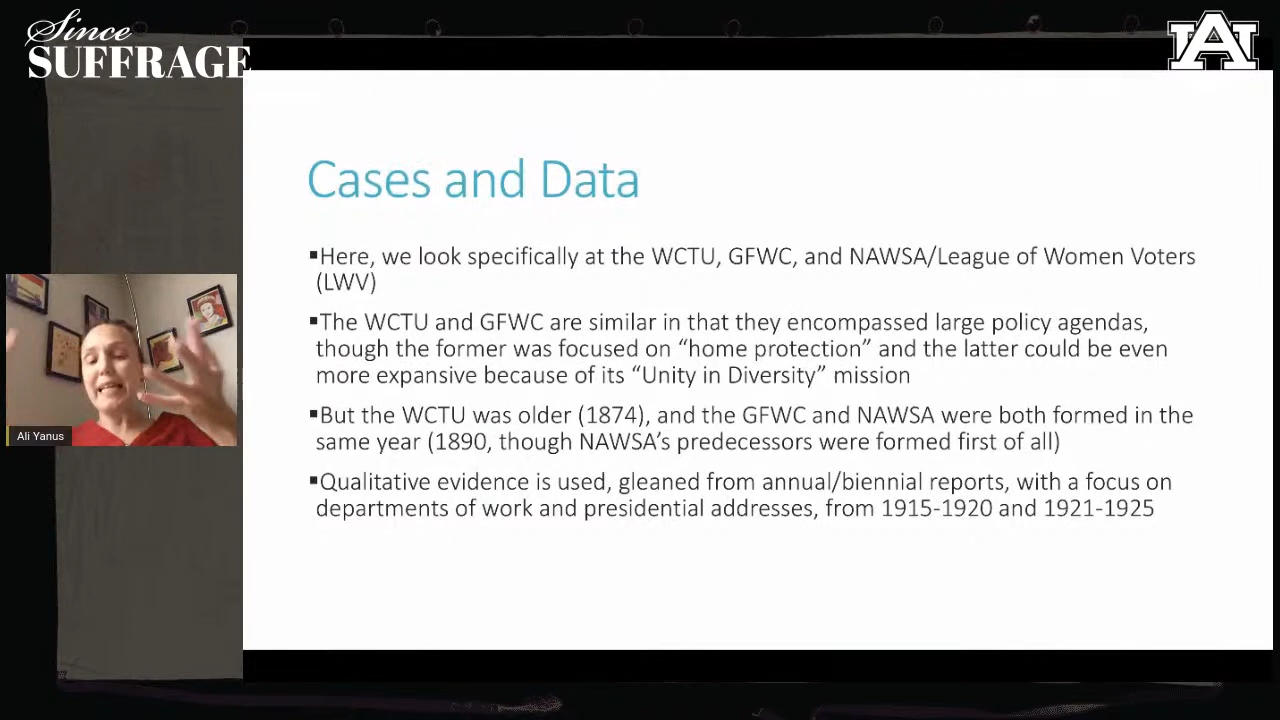 Since
SUFFRAGE
UA
Cases and Data
▪Here, we look specifically at the WCTU, GFWC, and NAWSA/League of Women Voters
(LWV)
▪The WCTU and GFWC are similar in that they encompassed large policy agendas,
though the former was focused on “home protection” and the latter could be even
more expansive because of its “Unity in Diversity” mission
▪But the WCTU was older (1874), and the GFWC and NAWSA were both formed in the
same year (1890, though NAWSA’s predecessors were formed first of all)
▪Qualitative evidence is used, gleaned from annual/biennial reports, with a focus on
departments of work and presidential addresses, from 1915-1920 and 1921-1925
Ali Yanus